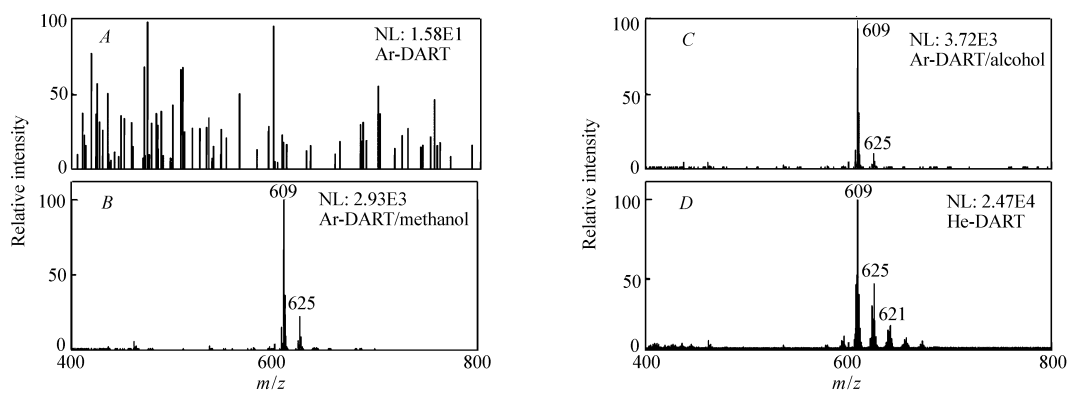 100
50
0
A
NL: 1.58E1
Ar-DART
Relative intensity
100
50
0
B
609
625
NL: 2.93E3
Ar-DART/methanol
400
600
800
m/z
100
50
0
C
609
625
NL: 3.72E3
Ar-DART/alcohol
Relative intensity
100
50
0
D
609
625
621
NL: 2.47E4
He-DART
400
600
800
m/z